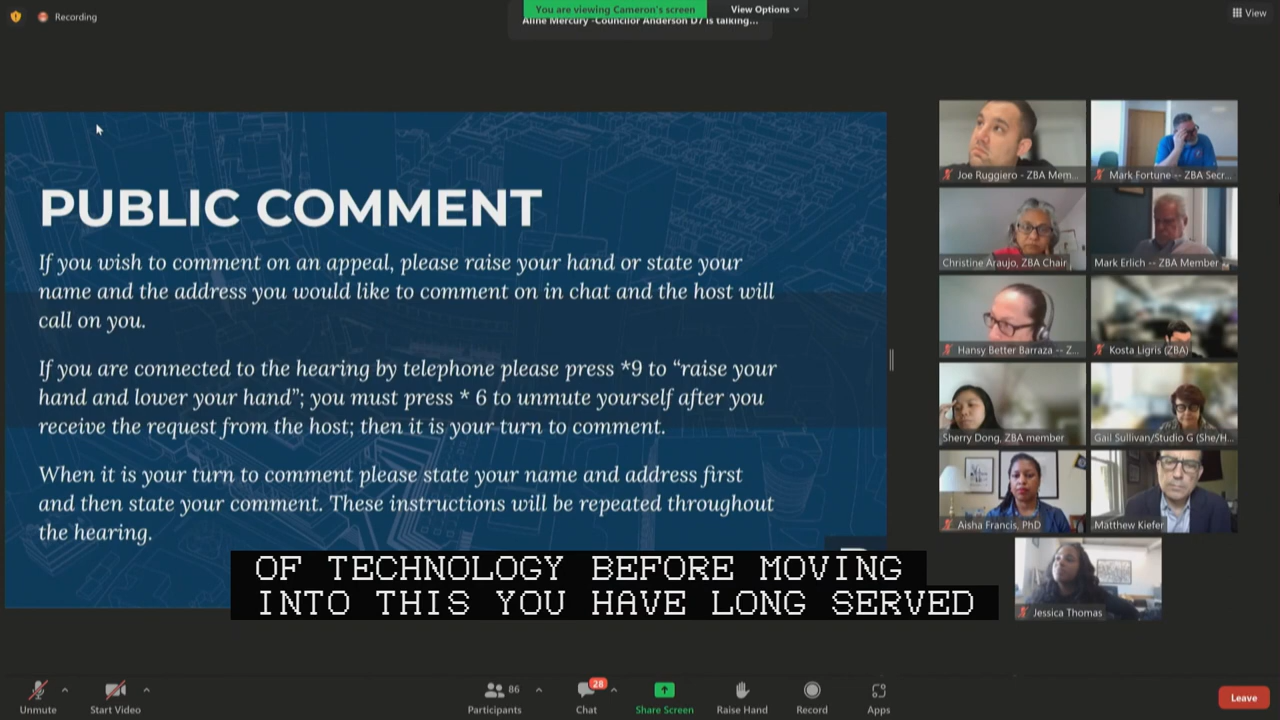 Recording
You are viewing Cameron's screen
View Options
Aline Mercury -Councilor Anderson D7 is talking...
View
PUBLIC COMMENT
If you wish to comment on an appeal, please raise your hand or state your
name and the address you would like to comment on in chat and the host will
call on you.
If you are connected to the hearing by telephone please press *9 to “raise your
hand and lower your hand”; you must press * 6 to unmute yourself after you
receive the request from the host; then it is your turn to comment.
When it is your turn to comment please state your name and address first
and then state your comment. These instructions will be repeated throughout
the hearing.
OF TECHNOLOGY BEFORE MOVING
INTO THIS YOU HAVE LONG SERVED
Joe Ruggiero - ZBA Mem...
Mark Fortune -- ZBA Secr...
Christine Araujo, ZBA Chair
Mark Erlich -- ZBA Member
Hansy Better Barraza -- Z...
Kosta Ligris (ZBA)
Sherry Dong, ZBA member
Gail Sullivan/Studio G (She/H...
Aisha Francis, PhD
Matthew Kiefer
Jessica Thomas
Unmute
Start Video
86
Participants
28
Chat
Share Screen
Raise Hand
Record
Apps
Leave